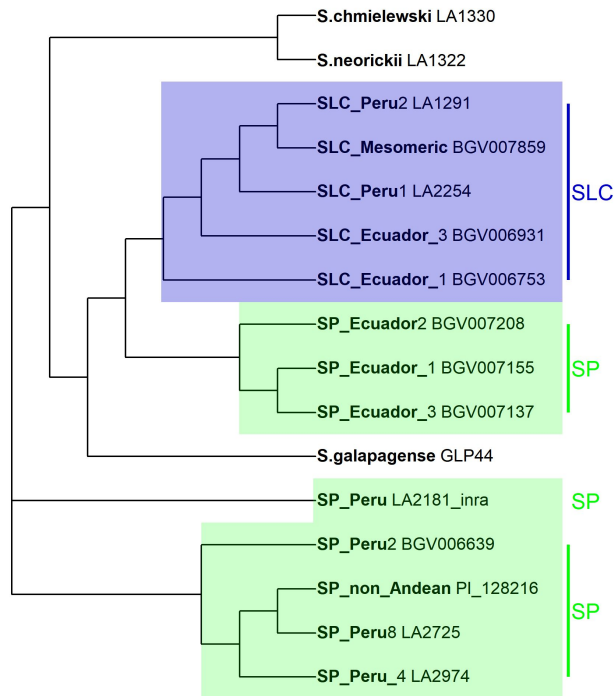 S.chmielewski LA1330
S.neorickii LA1322
SLC_Peru2 LA1291
SLC_Mesomeric BGV007859
SLC_Peru1 LA2254
SLC
SLC_Ecuador_3 BGV006931
SLC_Ecuador_1 BGV006753
SP_Ecuador2 BGV007208
SP_Ecuador_1 BGV007155
SP
SP_Ecuador_3 BGV007137
S.galapagense GLP44
SP_Peru LA2181_inra
SP
SP_Peru2 BGV006639
SP_non_Andean PI_128216
SP
SP_Peru8 LA2725
SP_Peru_4 LA2974